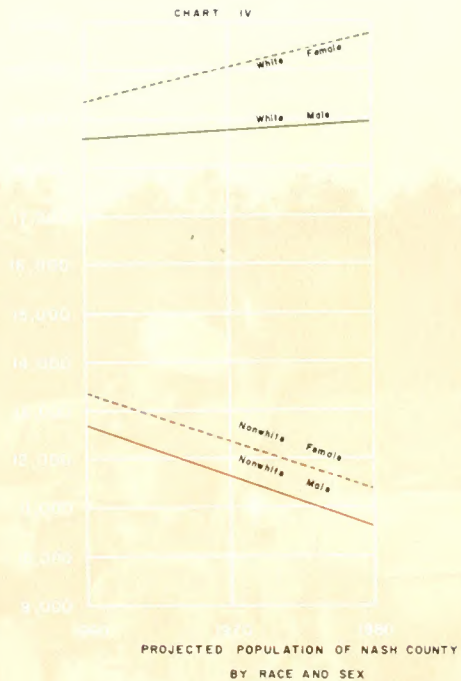 CHART IV
White Female
White Male
16,000
15,000
14,000
12,000
Nonwhite Female
Nonwhite Male
9,000
1970
1980
PROJECTED POPULATION OF NASH COUNTY
BY RACE AND SEX